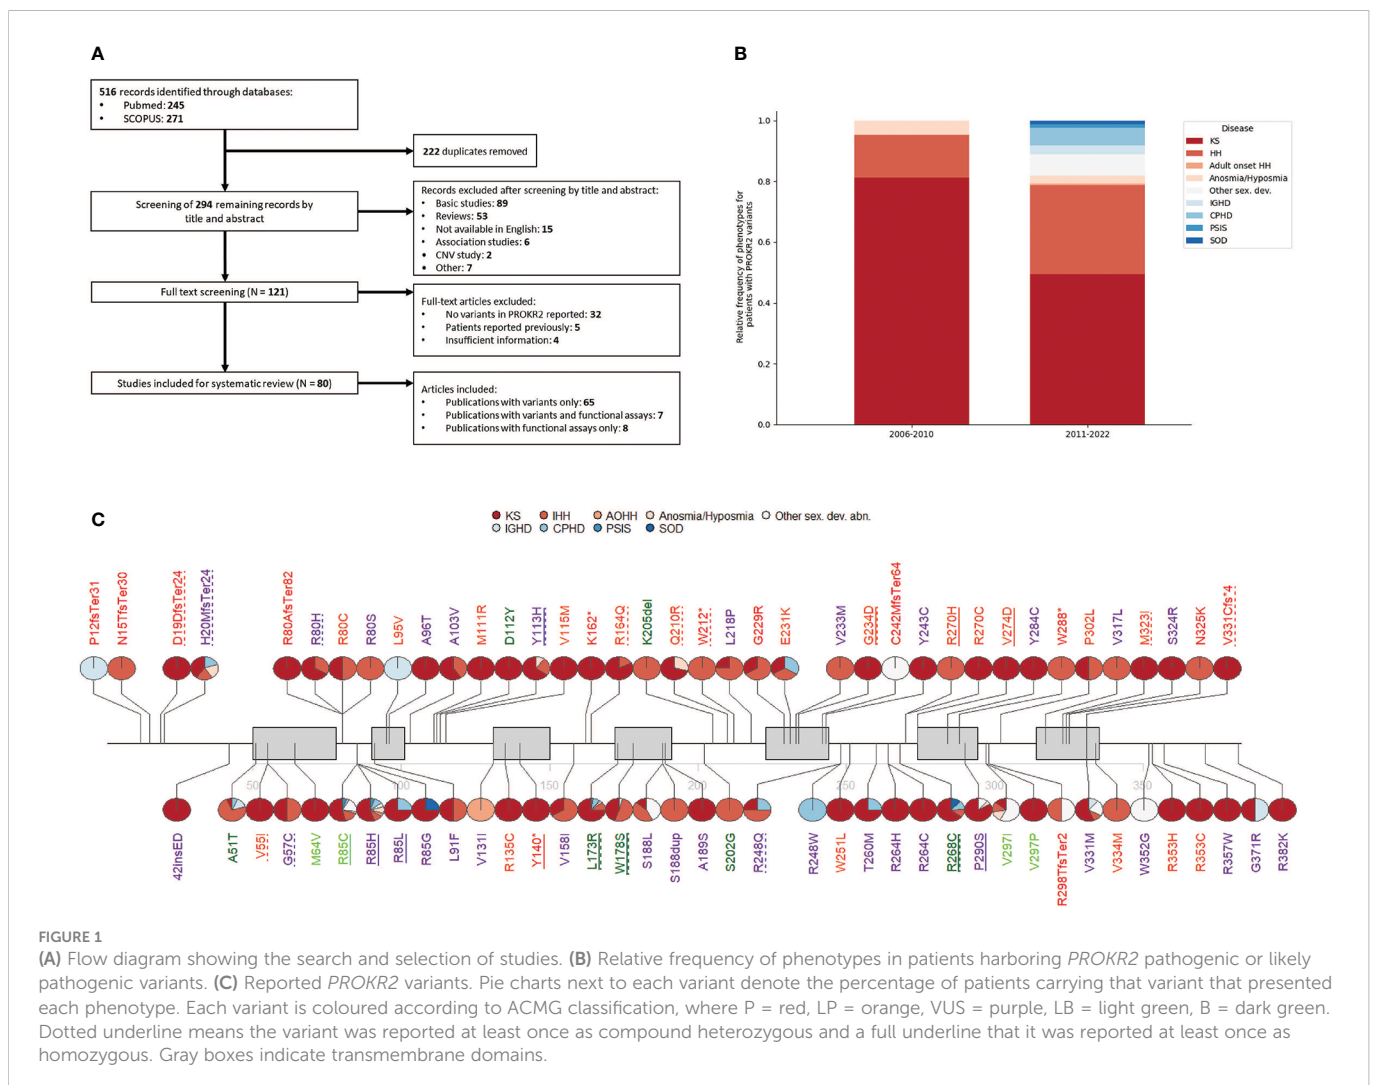 A
516 records identified through databases:
• Pubmed: 245
• SCOPUS: 271
222 duplicates removed
Screening of 294 remaining records by
title and abstract
Records excluded after screening by title and abstract:
• Basic studies: 89
• Reviews: 53
• Not available in English: 15
• Association studies: 6
• CNV study: 2
• Other: 7
Full text screening (N = 121)
Full-text articles excluded:
• No variants in PROKR2 reported: 32
• Patients reported previously: 5
• Insufficient information: 4
Studies included for systematic review (N = 80)
Articles included:
• Publications with variants only: 65
• Publications with variants and functional assays: 7
• Publications with functional assays only: 8
B
Relative frequency of phenotypes for
patients with PROKR2 variants
1.0
0.8
0.6
0.4
0.2
0.0
2006-2010
2011-2022
Disease
KS
HH
Adult onset HH
Anosmia/Hyposmia
Other sex. dev.
IGHD
CPHD
PSIS
SOD
C
KS IHH AOHH Anosmia/Hyposmia Other sex. dev. abn.
IGHD CPHD PSIS SOD
P12fsTer31
N15TfsTer30
D19DfsTer24
H20MfsTer24
R80AfsTer82
R80H
R80C
R80S
L95V
A96T
A103V
M111R
D112Y
Y113H
V115M
K162*
R164Q
K205del
Q210R
W212*
L218P
G229R
E231K
V233M
G234D
C242MfsTer64
Y243C
R270H
R270C
V274D
Y284C
W288*
P302L
V317L
M323I
S324R
N325K
V331Cfs*4
50
100
150
200
250
300
350
42insED
A51T
V55I
G57C
M64V
R85C
R85H
R85L
R85G
L91F
V131I
R135C
Y140*
V158I
L173R
W178S
S188L
S188dup
A189S
S202G
R248Q
R248W
W251L
T260M
R264H
R264C
R268C
P290S
V297I
V297P
R298TfsTer2
V331M
V334M
W352G
R353H
R353C
R357W
G371R
R382K
FIGURE 1
(A) Flow diagram showing the search and selection of studies. (B) Relative frequency of phenotypes in patients harboring PROKR2 pathogenic or likely
pathogenic variants. (C) Reported PROKR2 variants. Pie charts next to each variant denote the percentage of patients carrying that variant that presented
each phenotype. Each variant is coloured according to ACMG classification, where P = red, LP = orange, VUS = purple, LB = light green, B = dark green.
Dotted underline means the variant was reported at least once as compound heterozygous and a full underline that it was reported at least once as
homozygous. Gray boxes indicate transmembrane domains.